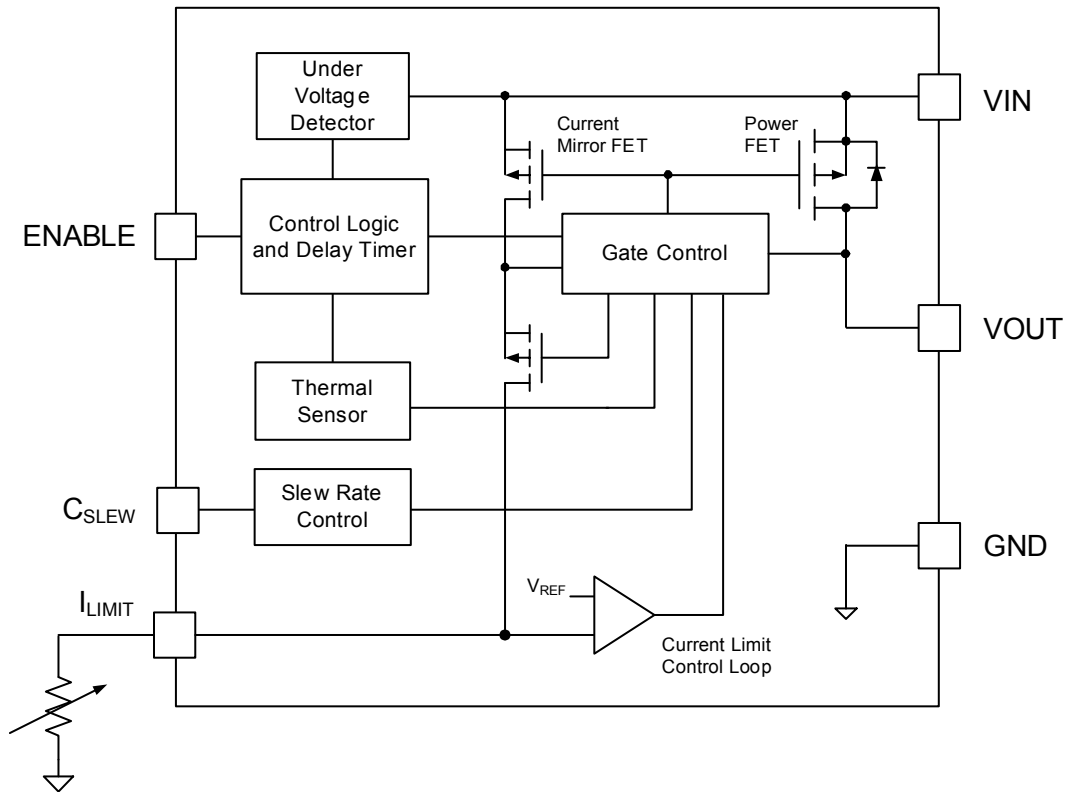 Under
Voltage
Detector
VIN
Current
Mirror FET
Power
FET
ENABLE
Control Logic
and Delay Timer
Gate Control
VOUT
Thermal
Sensor
CSLEW
Slew Rate
Control
GND
ILIMIT
VREF
Current Limit
Control Loop